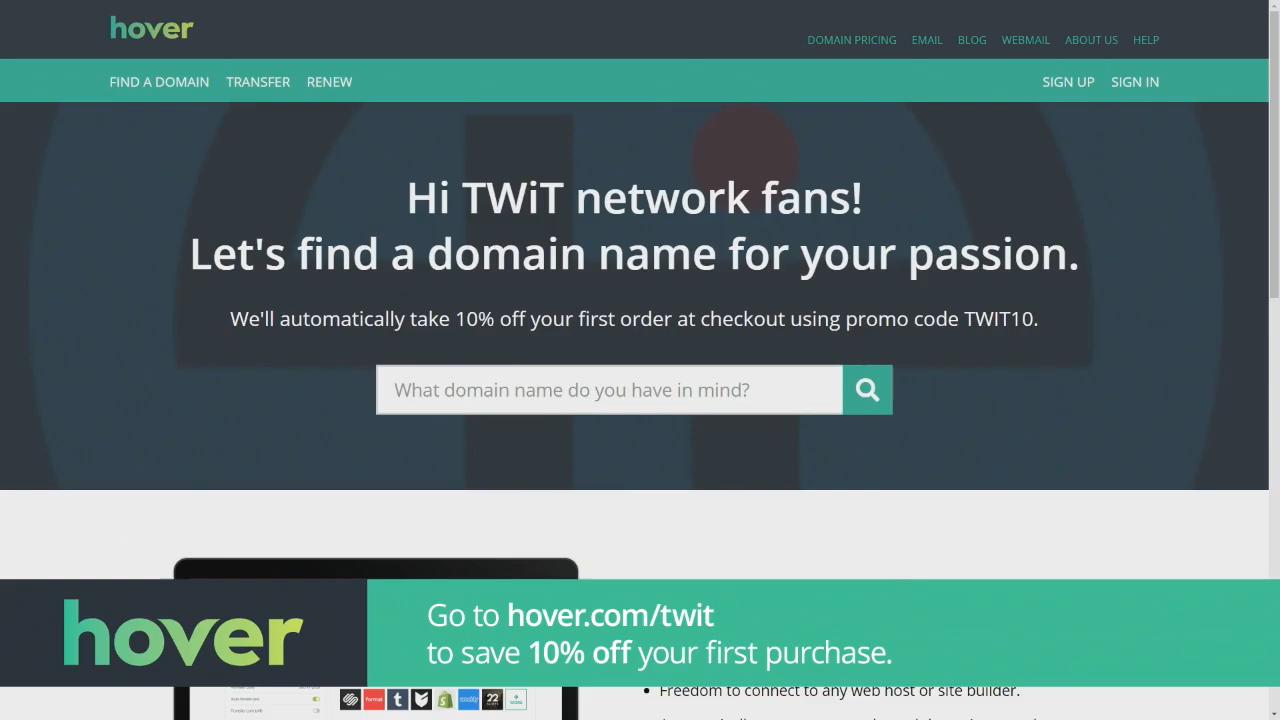 hover
DOMAIN PRICING EMAIL BLOG WEBMAIL ABOUT US HELP
FIND A DOMAIN TRANSFER RENEW SIGN UP SIGN IN
Hi TWiT network fans!
Let's find a domain name for your passion.
We'll automatically take 10% off your first order at checkout using promo code TWIT10.
What domain name do you have in mind?
hover
Go to hover.com/twit
to save 10% off your first purchase.
Freedom to connect to any web host or site builder.
format